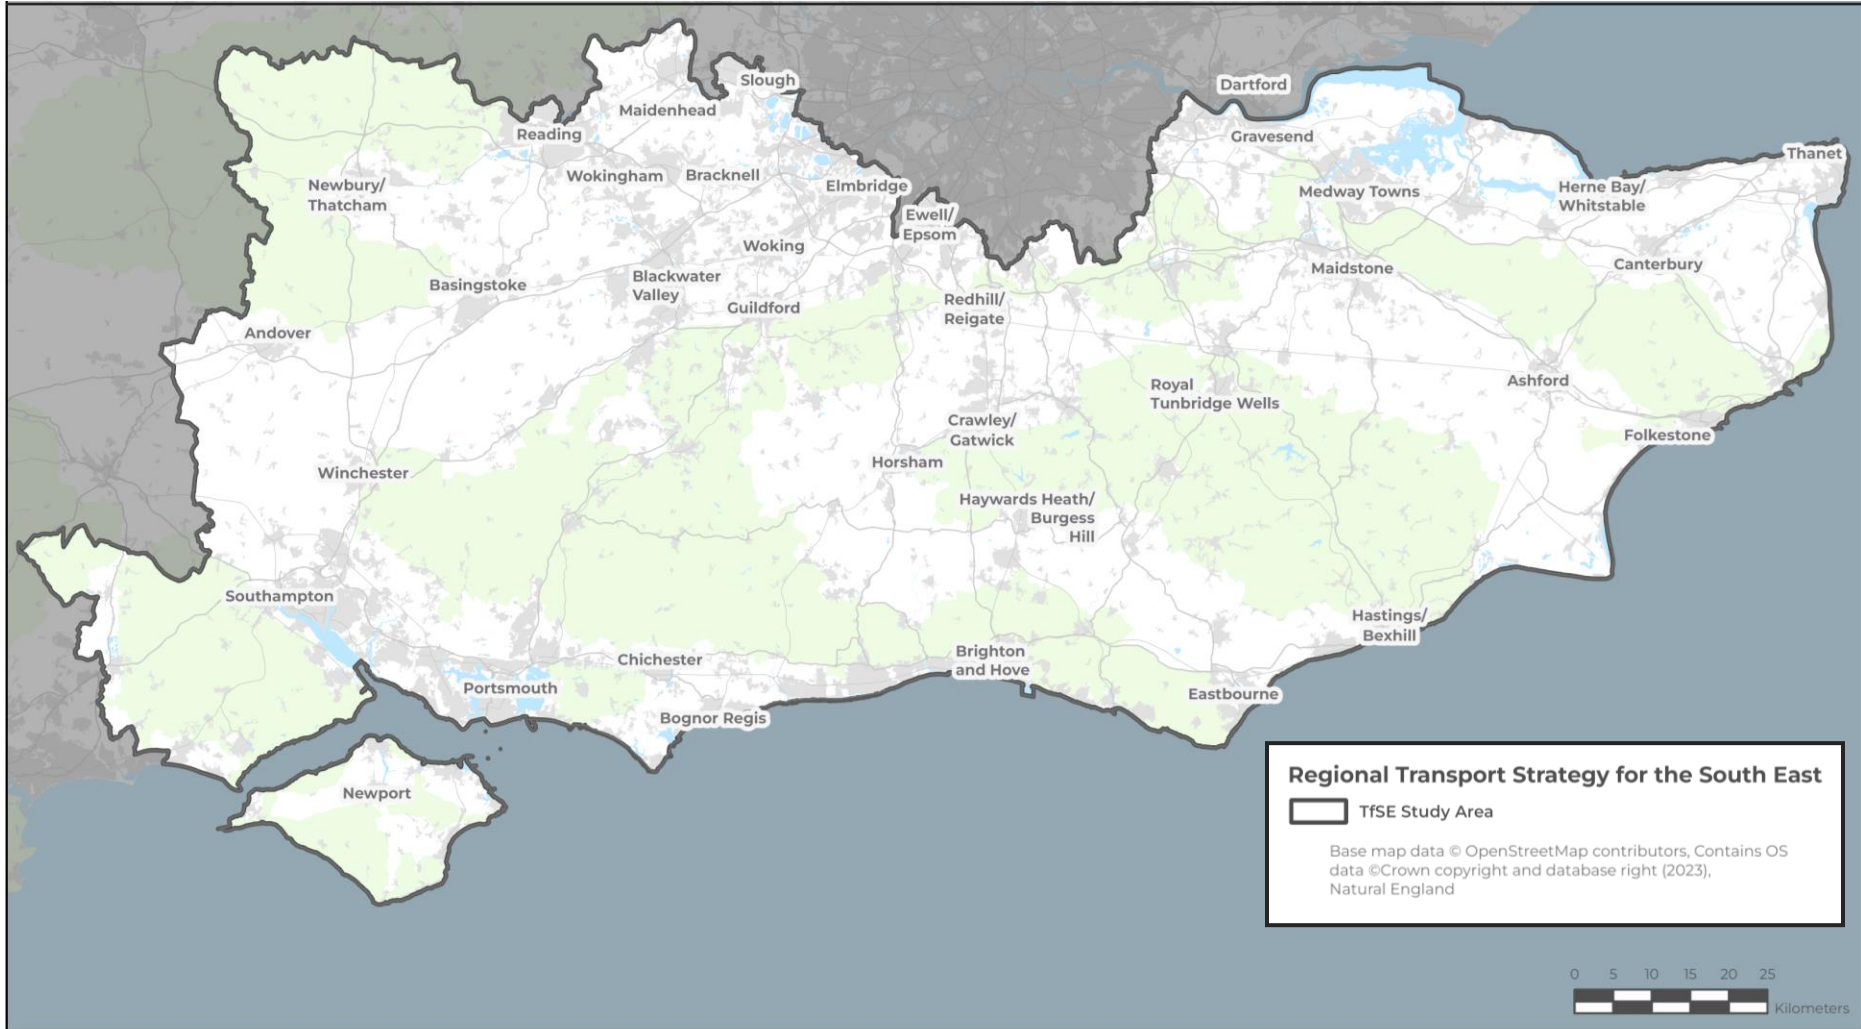 Slough
Dartford
Maidenhead
Reading
Gravesend
Thanet
Wokingham
Bracknell
Elmbridge
Newbury/
Thatcham
Medway Towns
Herne Bay/
Whitstable
Ewell/
Epsom
Woking
Blackwater
Valley
Basingstoke
Maidstone
Canterbury
Guildford
Redhill/
Reigate
Andover
Royal
Tunbridge Wells
Ashford
Crawley/
Gatwick
Folkestone
Horsham
Winchester
Haywards Heath/
Burgess
Hill
Southampton
Hastings/
Bexhill
Chichester
Brighton
and Hove
Portsmouth
Eastbourne
Bognor Regis
Newport
Regional Transport Strategy for the South East
TfSE Study Area
Base map data © OpenStreetMap contributors, Contains OS
data ©Crown copyright and database right (2023),
Natural England
0 5 10 15 20 25
Kilometers